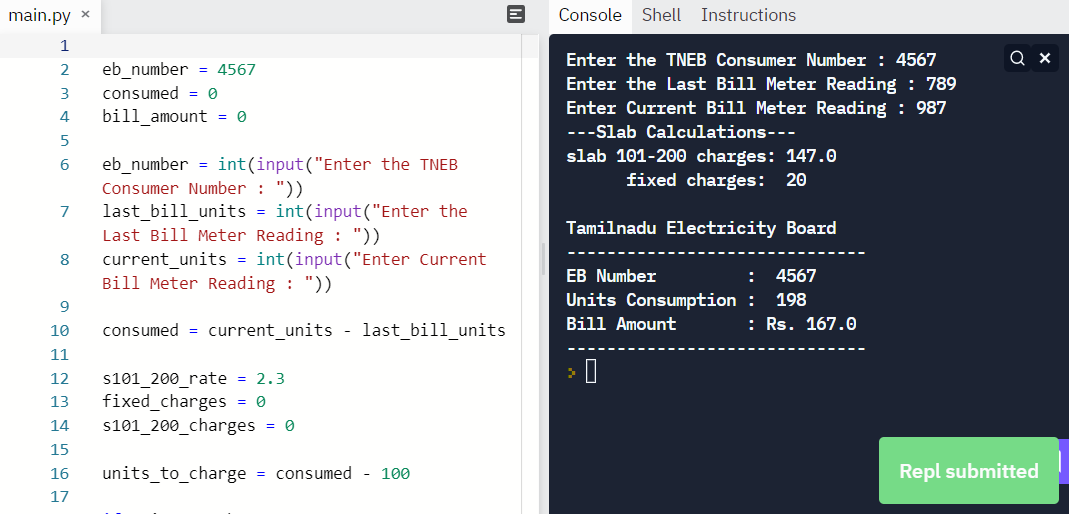 main.py ×
1
2 eb_number = 4567
3 consumed = 0
4 bill_amount = 0
5
6 eb_number = int(input("Enter the TNEB
Consumer Number : "))
7 last_bill_units = int(input("Enter the
Last Bill Meter Reading : "))
8 current_units = int(input("Enter Current
Bill Meter Reading : "))
9
10 consumed = current_units - last_bill_units
11
12 s101_200_rate = 2.3
13 fixed_charges = 0
14 s101_200_charges = 0
15
16 units_to_charge = consumed - 100
17
Console Shell Instructions
Enter the TNEB Consumer Number : 4567
Enter the Last Bill Meter Reading : 789
Enter Current Bill Meter Reading : 987
---Slab Calculations---
slab 101-200 charges: 147.0
fixed charges: 20
Tamilnadu Electricity Board
------------------------------
EB Number : 4567
Units Consumption : 198
Bill Amount : Rs. 167.0
------------------------------
Repl submitted